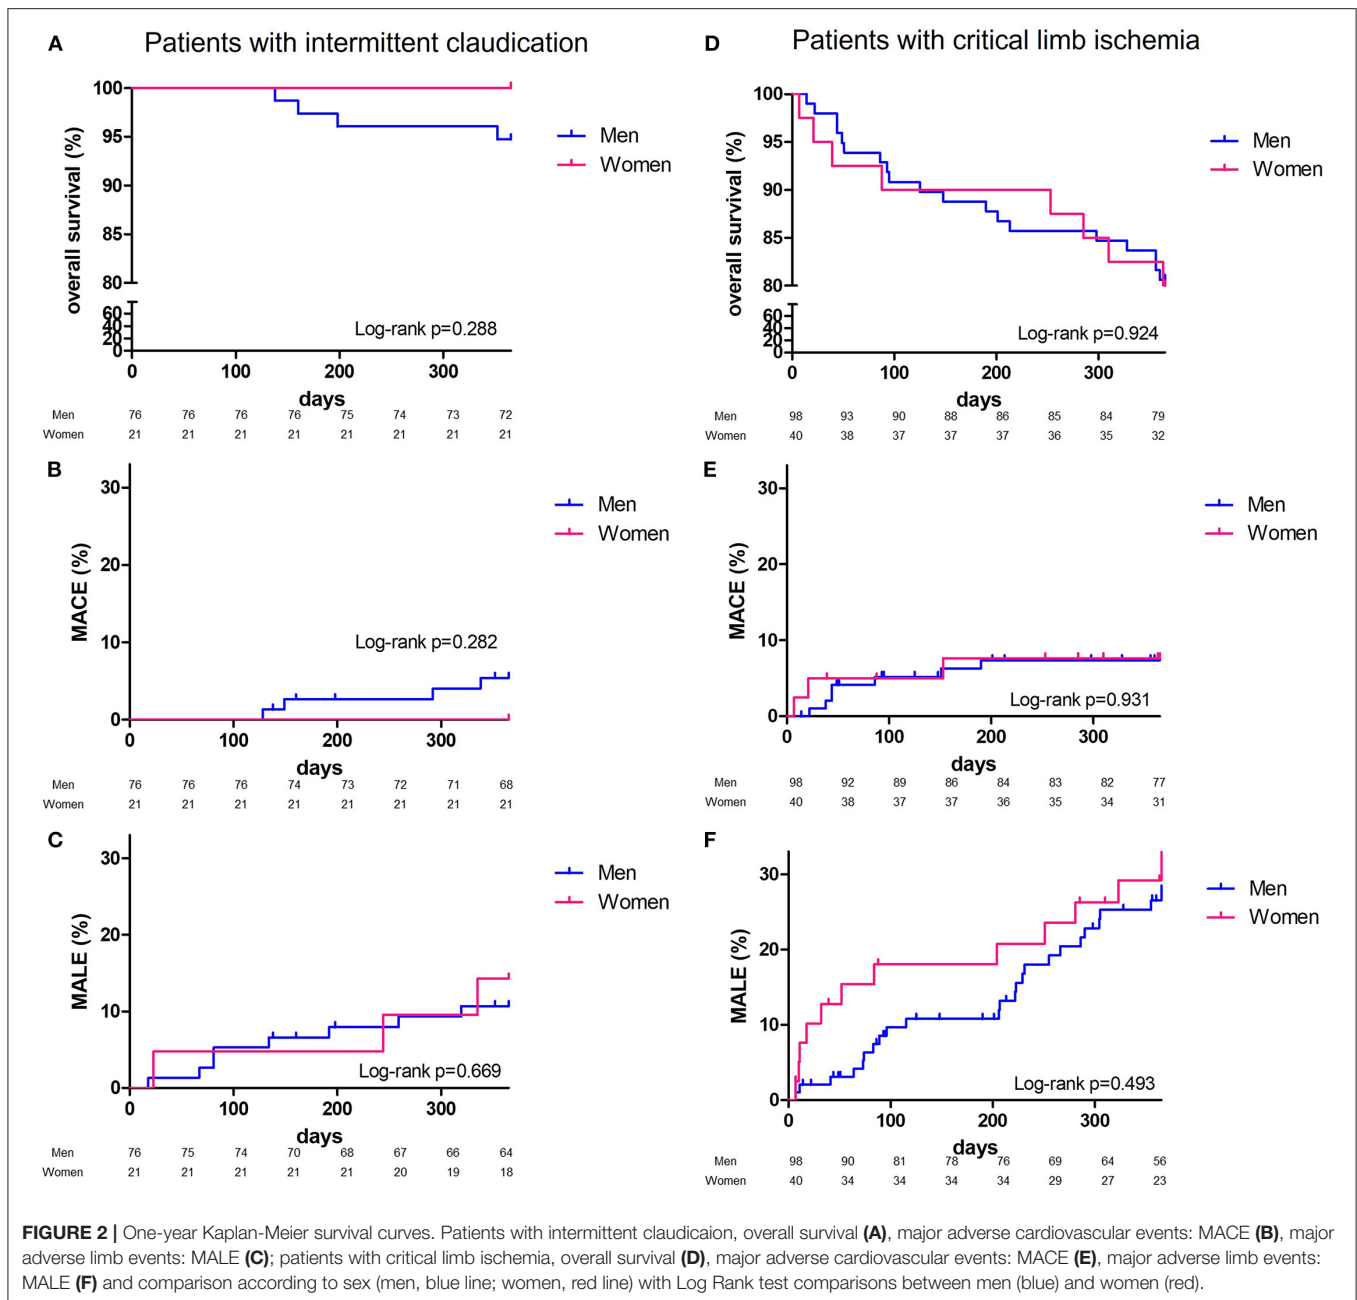 A
Patients with intermittent claudication
overall survival (%)
100
95
90
85
80
60
40
20
0
Men
Women
Log-rank p=0.288
0 100 200 300
days
Men 76 76 76 76 75 74 73 72
Women 21 21 21 21 21 21 21 21
B
MACE (%)
30
20
10
0
Men
Women
Log-rank p=0.282
0 100 200 300
days
Men 76 76 76 74 73 72 71 68
Women 21 21 21 21 21 21 21 21
C
MALE (%)
30
20
10
0
Men
Women
Log-rank p=0.669
0 100 200 300
days
Men 76 75 74 70 68 67 66 64
Women 21 21 21 21 21 20 19 18
D
Patients with critical limb ischemia
overall survival (%)
100
95
90
85
80
60
40
20
0
Men
Women
Log-rank p=0.924
0 100 200 300
days
Men 98 93 90 88 86 85 84 79
Women 40 38 37 37 37 36 35 32
E
MACE (%)
30
20
10
0
Men
Women
Log-rank p=0.931
0 100 200 300
days
Men 98 92 89 86 84 83 82 77
Women 40 38 37 37 36 35 34 31
F
MALE (%)
30
20
10
0
Men
Women
Log-rank p=0.493
0 100 200 300
days
Men 98 90 81 78 76 69 64 56
Women 40 34 34 34 34 29 27 23
FIGURE 2 | One-year Kaplan-Meier survival curves. Patients with intermittent claudicaion, overall survival (A), major adverse cardiovascular events: MACE (B), major
adverse limb events: MALE (C); patients with critical limb ischemia, overall survival (D), major adverse cardiovascular events: MACE (E), major adverse limb events:
MALE (F) and comparison according to sex (men, blue line; women, red line) with Log Rank test comparisons between men (blue) and women (red).